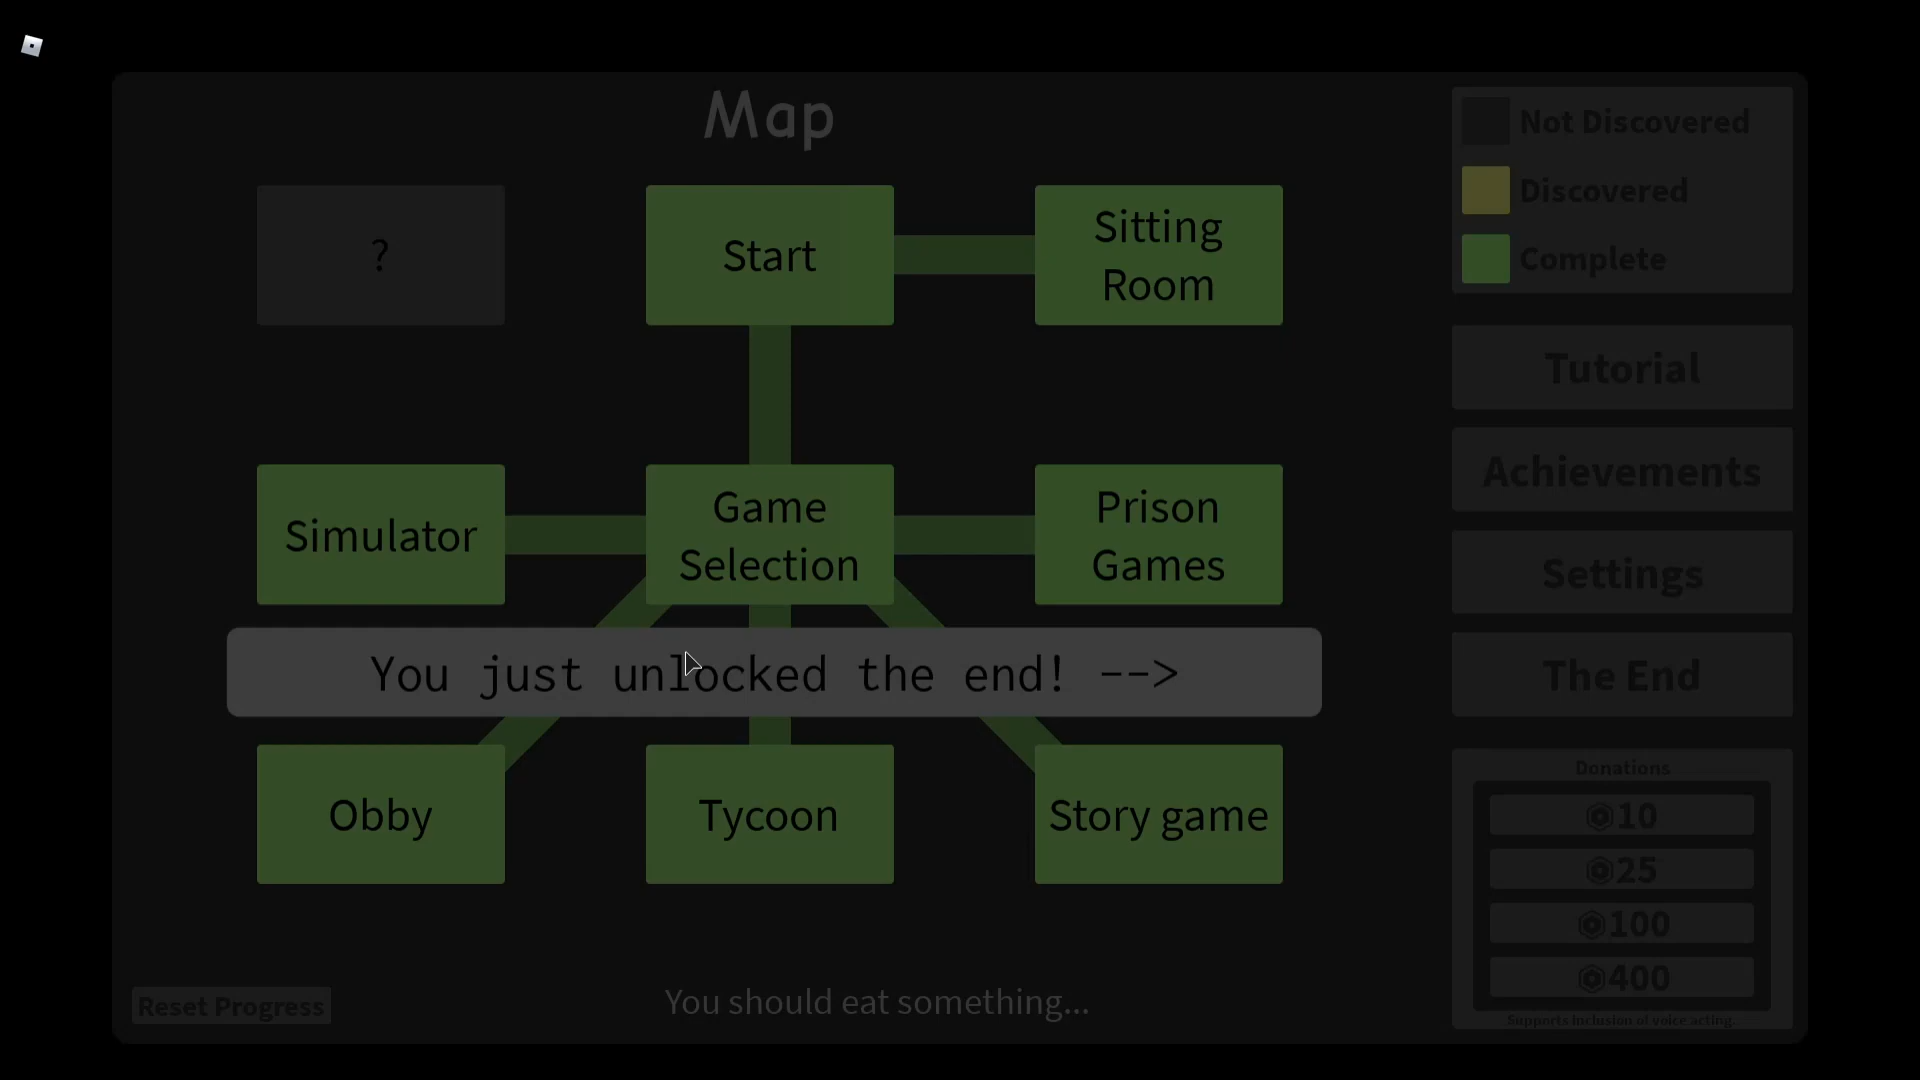 Map
?
Start
Sitting
Room
Simulator
Game
Selection
Prison
Games
You just unlocked the end! -->
Obby
Tycoon
Story game
Reset Progress
You should eat something...
Not Discovered
Discovered
Complete
Tutorial
Achievements
Settings
The End
Donations
10
25
100
400
Supports inclusion of voice acting.